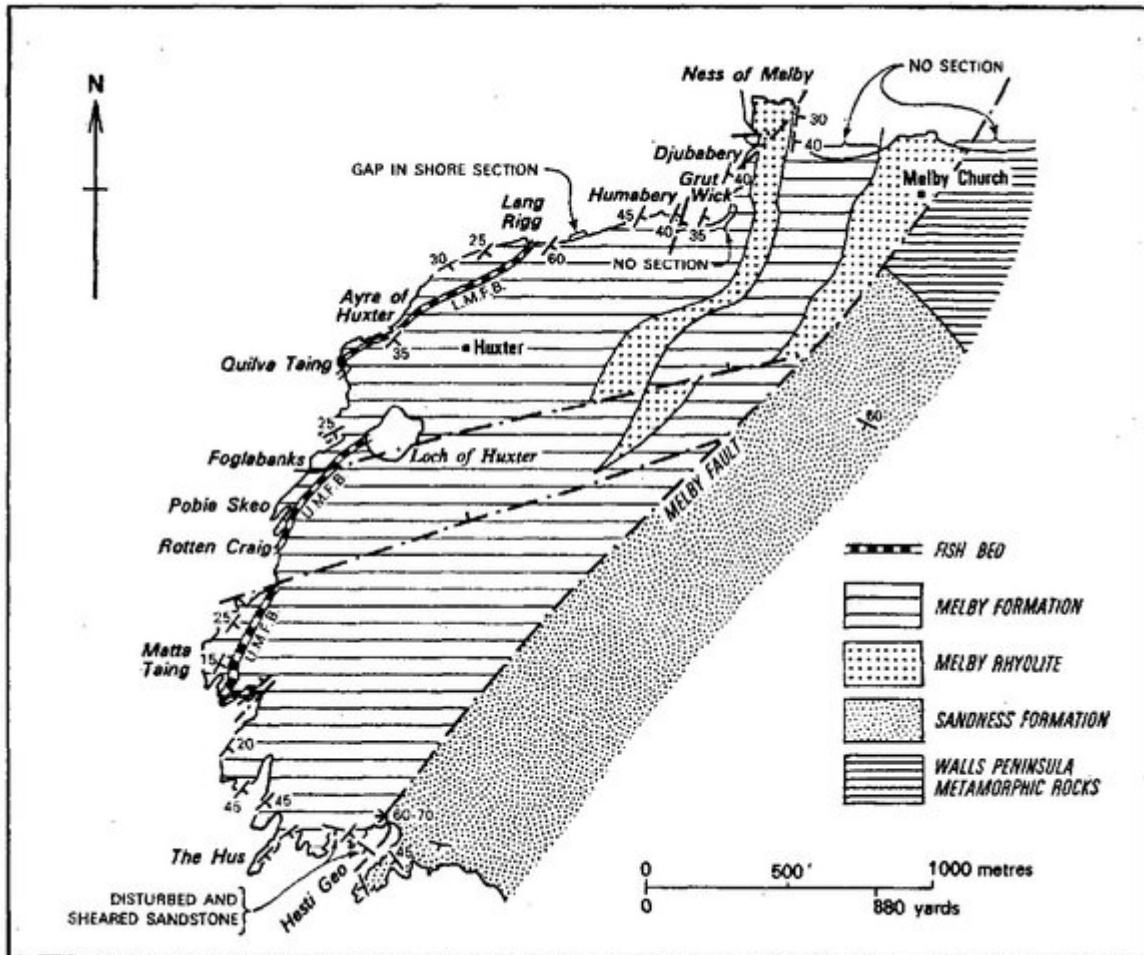 N
Ness of Melby
NO SECTION
30
40
Djubabery
40
Melby Church
GAP IN SHORE SECTION
Grut
Wick
Humabery
Lang
Rigg
45
40
35
25
60
30
NO SECTION
Ayre of
Huxter
L.M.F.B.
35
Huxter
Quilva Taing
25
60
Foglabanks
Loch of Huxter
MELBY FAULT
Pobie Skeo
U.M.F.B.
Rotten Craig
FISH BED
25
MELBY FORMATION
Matta
Taing
15
U.M.F.B.
MELBY RHYOLITE
SANDNESS FORMATION
20
WALLS PENINSULA
METAMORPHIC ROCKS
45
45
60-70
The Hus
45
Hesti Geo
DISTURBED AND
SHEARED SANDSTONE
0 500 1000 metres
0 880 yards